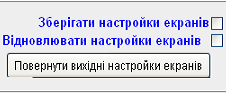 Зберігати настройки екранів
Відновлювати настройки екранів
Повернути вихідні настройки екранів